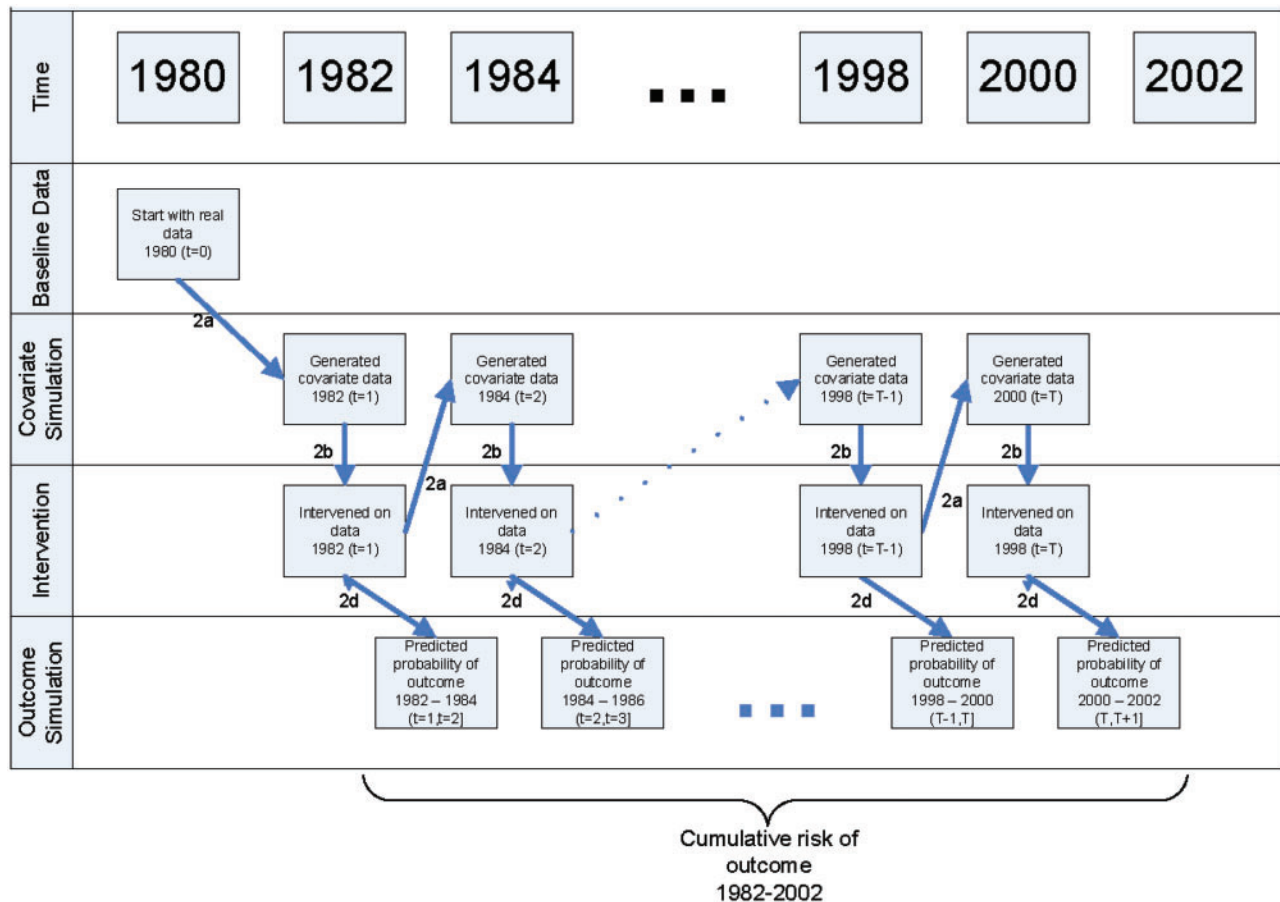 Time
1980
1982
1984
1998
2000
2002
Baseline Data
Start with real
data
1980 (t=0)
2a
Covariate
Simulation
Generated
covariate data
1982 (t=1)
Generated
covariate data
1984 (t=2)
Generated
covariate data
1998 (t=T-1)
Generated
covariate data
2000 (t=T)
2b
2b
2b
2b
2a
2a
Intervention
Intervened on
data
1982 (t=1)
Intervened on
data
1984 (t=2)
Intervened on
data
1998 (t=T-1)
Intervened on
data
1998 (t=T)
2d
2d
2d
2d
Outcome
Simulation
Predicted
probability of
outcome
1982 – 1984
(t=1,t=2]
Predicted
probability of
outcome
1984 – 1986
(t=2,t=3]
Predicted
probability of
outcome
1998 – 2000
(T-1,T]
Predicted
probability of
outcome
2000 – 2002
(T,T+1]
Cumulative risk of
outcome
1982-2002